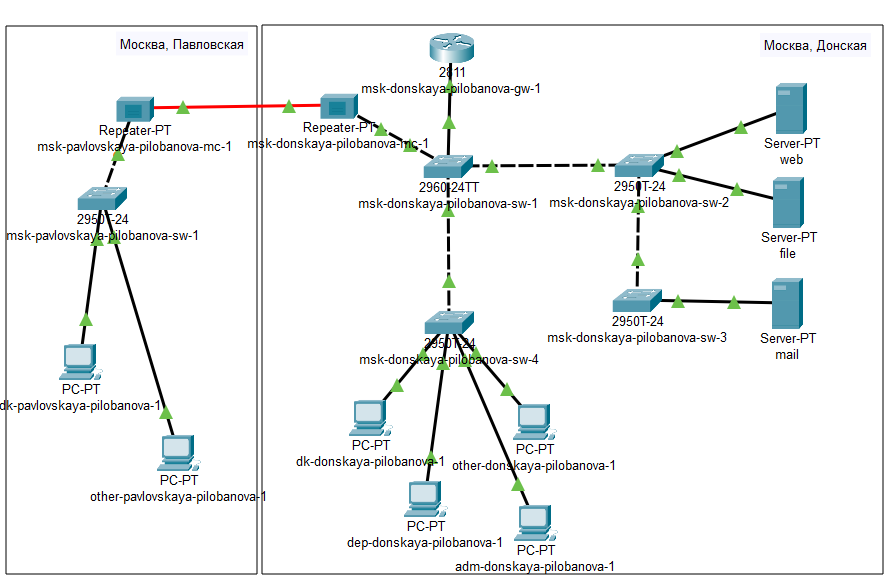 Москва, Павловская
Repeater-PT
msk-pavlovskaya-pilobanova-mc-1
2950T-24
msk-pavlovskaya-pilobanova-sw-1
PC-PT
dk-pavlovskaya-pilobanova-1
PC-PT
other-pavlovskaya-pilobanova-1
Москва, Донская
2811
msk-donskaya-pilobanova-gw-1
Repeater-PT
msk-donskaya-pilobanova-mc-1
2960-24TT
msk-donskaya-pilobanova-sw-1
2950T-24
msk-donskaya-pilobanova-sw-2
Server-PT
web
Server-PT
file
2950T-24
msk-donskaya-pilobanova-sw-3
Server-PT
mail
2950T-24
msk-donskaya-pilobanova-sw-4
PC-PT
dk-donskaya-pilobanova-1
PC-PT
other-donskaya-pilobanova-1
PC-PT
dep-donskaya-pilobanova-1
PC-PT
adm-donskaya-pilobanova-1